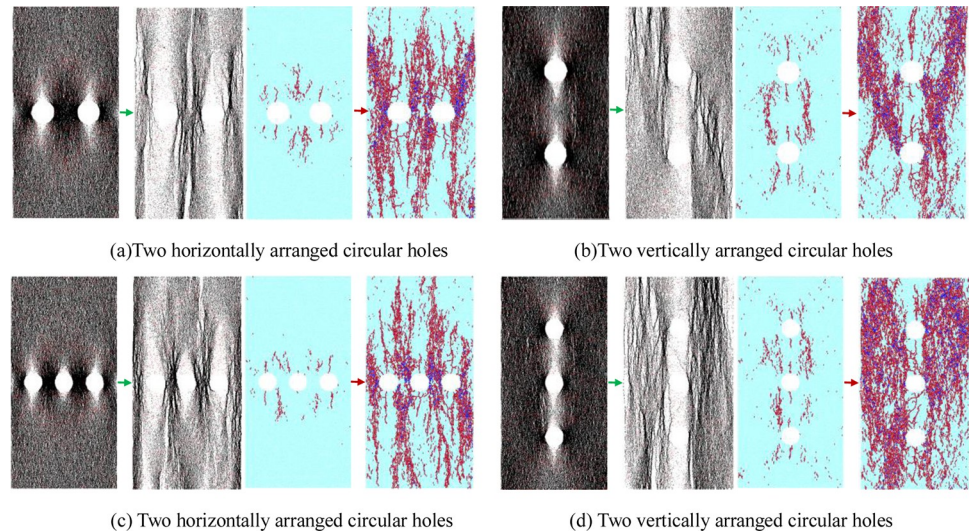 (a)Two horizontally arranged circular holes
(b)Two vertically arranged circular holes
(c) Two horizontally arranged circular holes
(d) Two vertically arranged circular holes